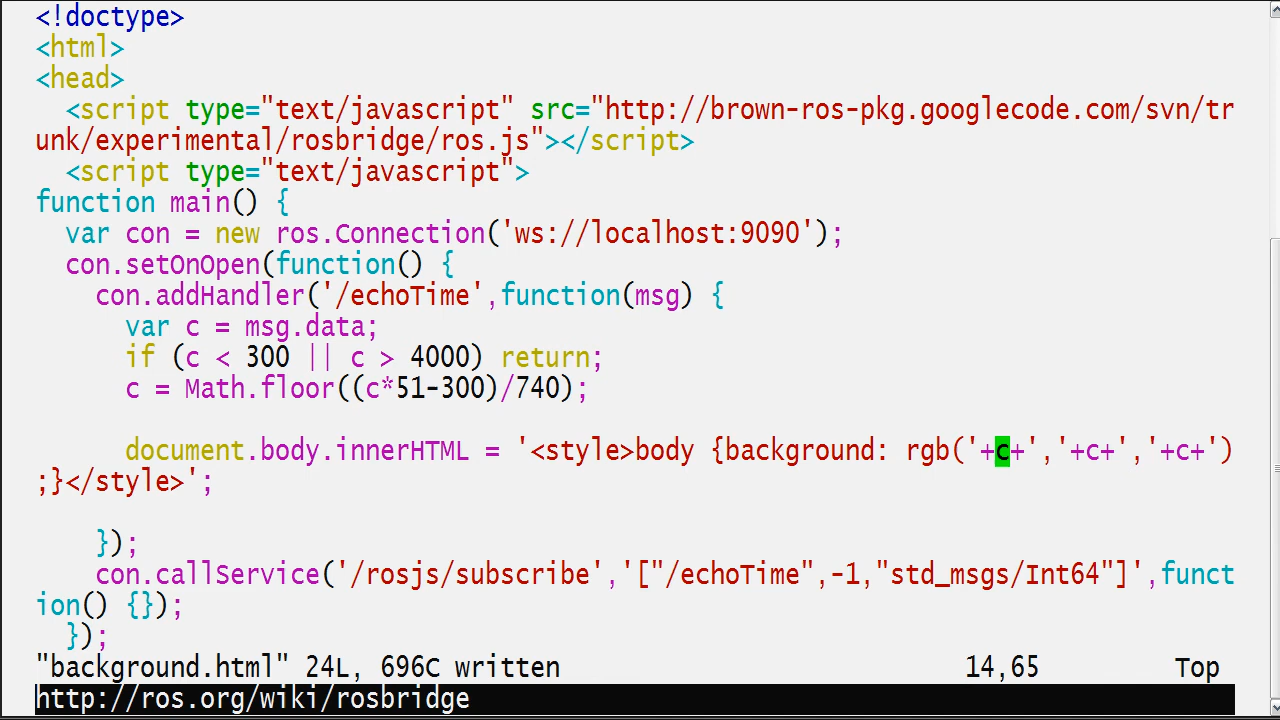 <!doctype>
<html>
<head>
  <script type="text/javascript" src="http://brown-ros-pkg.googlecode.com/svn/tr
unk/experimental/rosbridge/ros.js"></script>
  <script type="text/javascript">
function main() {
  var con = new ros.Connection('ws://localhost:9090');
  con.setOnOpen(function() {
    con.addHandler('/echoTime',function(msg) {
      var c = msg.data;
      if (c < 300 || c > 4000) return;
      c = Math.floor((c*51-300)/740);
      document.body.innerHTML = '<style>body {background: rgb('+c+','+c+','+c+')
;}</style>';
    });
    con.callService('/rosjs/subscribe','["/echoTime",-1,"std_msgs/Int64"]',funct
ion() {});
  });
"background.html" 24L, 696C written 14,65 Top
http://ros.org/wiki/rosbridge